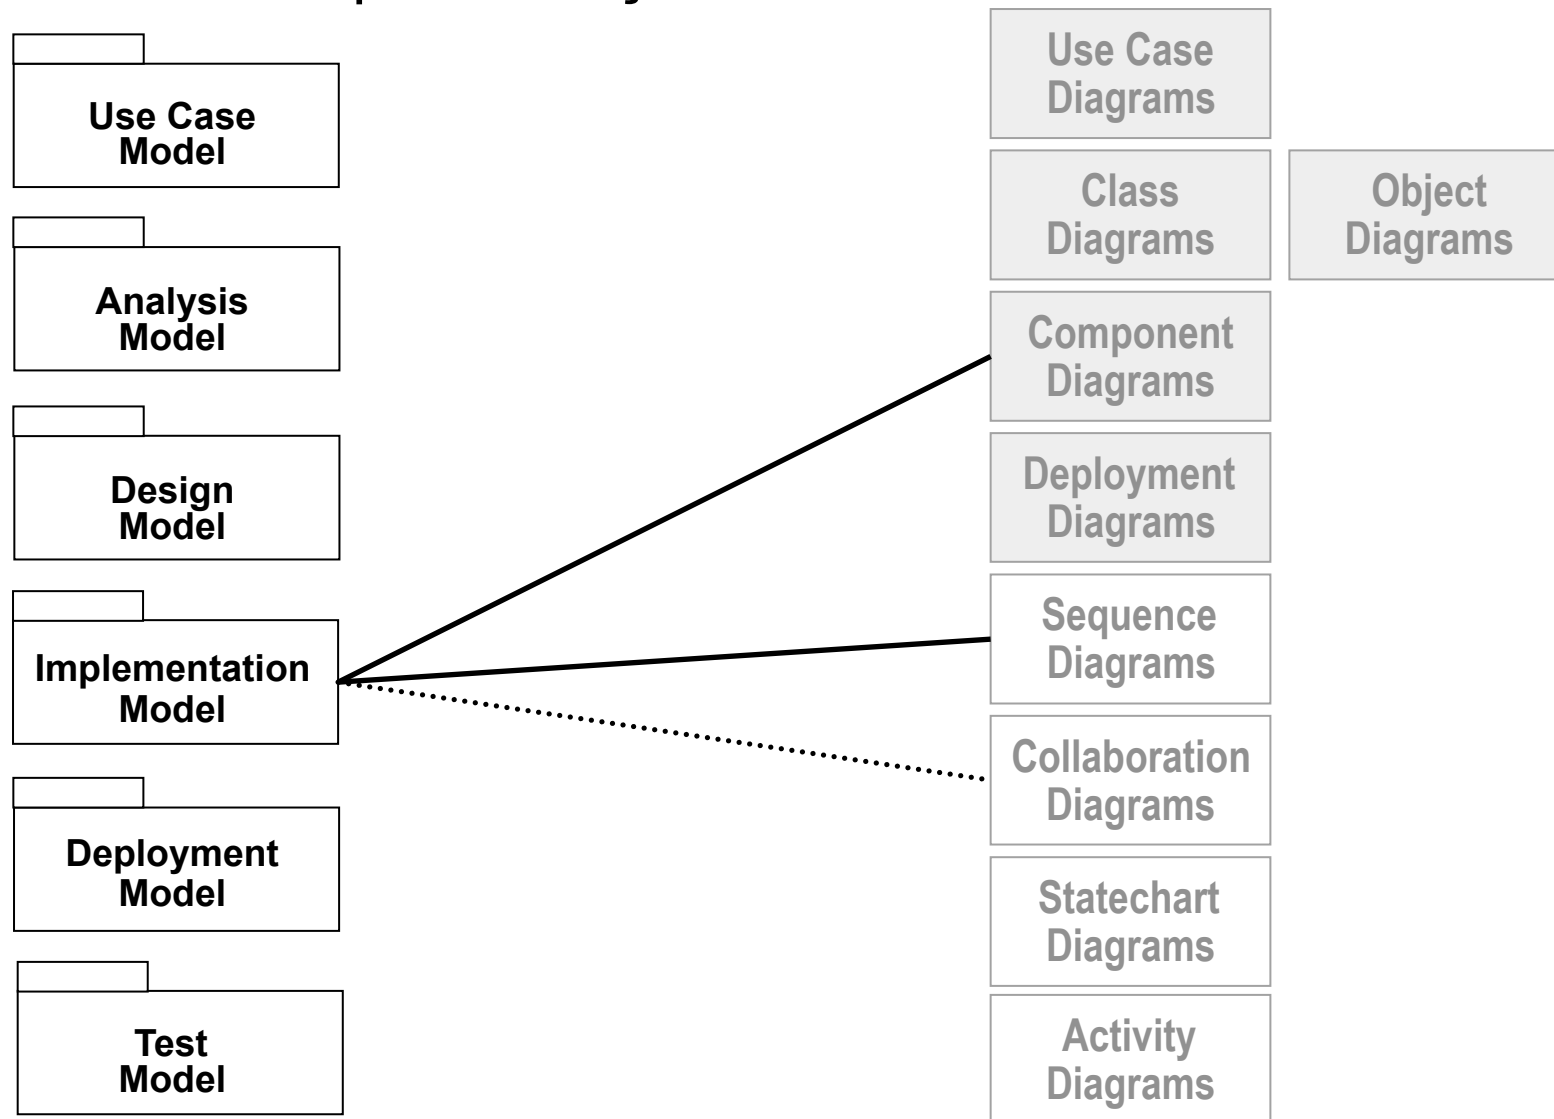 Use Case
Model
Analysis
Model
Design
Model
Implementation
Model
Deployment
Model
Test
Model
Use Case
Diagrams
Class
Diagrams
Object
Diagrams
Component
Diagrams
Deployment
Diagrams
Sequence
Diagrams
Collaboration
Diagrams
Statechart
Diagrams
Activity
Diagrams